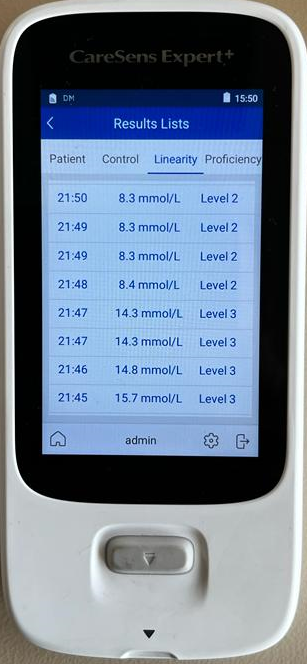 CareSens Expert+
DM 15:50
Results Lists
Patient Control Linearity Proficiency
21:50 8.3 mmol/L Level 2
21:49 8.3 mmol/L Level 2
21:49 8.3 mmol/L Level 2
21:48 8.4 mmol/L Level 2
21:47 14.3 mmol/L Level 3
21:47 14.3 mmol/L Level 3
21:46 14.8 mmol/L Level 3
21:45 15.7 mmol/L Level 3
admin